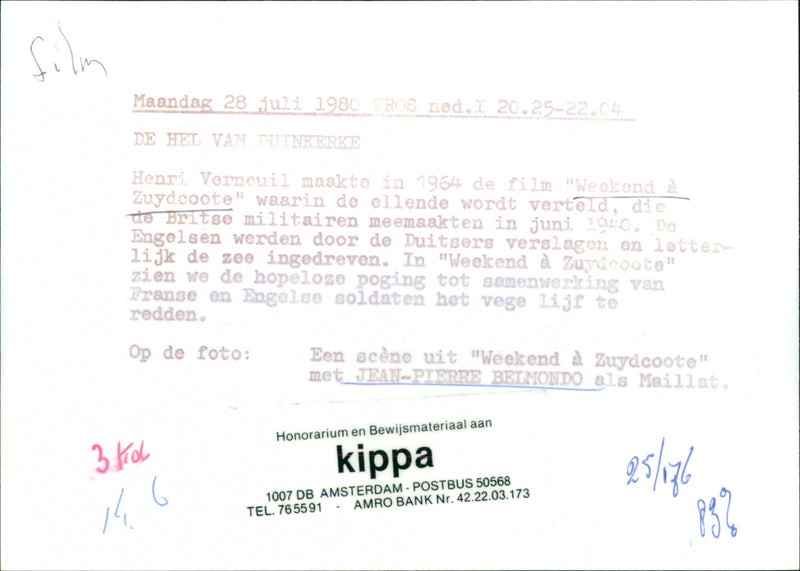 film
Maandag 28 juli 1980 TROS ned.I 20.25-22.04
DE HEL VAN DUINKERKE
Henri Verneuil maakte in 1964 de film "Weekend à
Zuydcoote" waarin de ellende wordt verteld, die
de Britse militairen meemaakten in juni 1940. De
Engelsen werden door de Duitsers verslagen en letter-
lijk de zee ingedreven. In "Weekend à Zuydcoote"
zien we de hopeloze poging tot samenwerking van
Franse en Engelse soldaten het vege lijf te
redden.
Op de foto: Een scène uit "Weekend à Zuydcoote"
met JEAN-PIERRE BELMONDO als Maillat.
Honorarium en Bewijsmateriaal aan
kippa
1007 DB AMSTERDAM - POSTBUS 50568
TEL. 765591 - AMRO BANK Nr. 42.22.03.173
3 kol
14.6
25/176